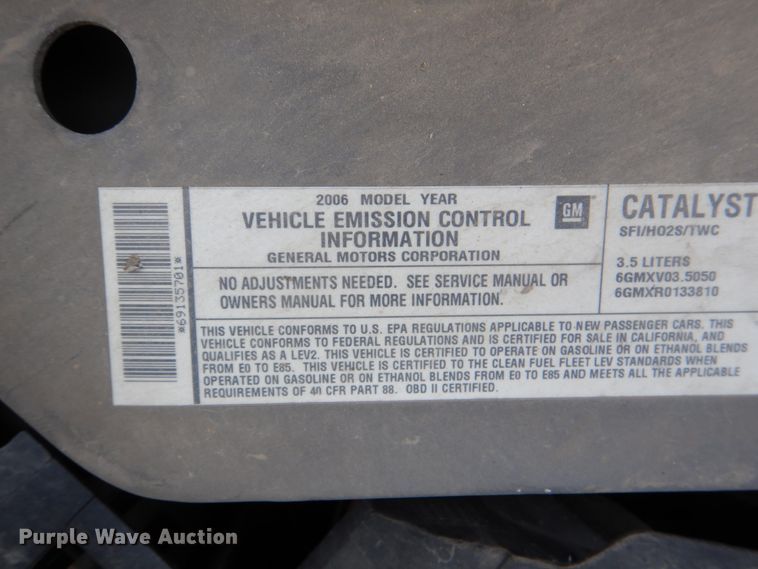 2006 MODEL YEAR
VEHICLE EMISSION CONTROL
INFORMATION
GENERAL MOTORS CORPORATION
GM
NO ADJUSTMENTS NEEDED. SEE SERVICE MANUAL OR
OWNERS MANUAL FOR MORE INFORMATION.
CATALYST
SFI/HO2S/TWC
3.5 LITERS
6GMXV03.5050
6GMXR0133810
*69135701*
THIS VEHICLE CONFORMS TO U.S. EPA REGULATIONS APPLICABLE TO NEW PASSENGER CARS. THIS
VEHICLE CONFORMS TO FEDERAL REGULATIONS AND IS CERTIFIED FOR SALE IN CALIFORNIA, AND
QUALIFIES AS A LEV2. THIS VEHICLE IS CERTIFIED TO OPERATE ON GASOLINE OR ON ETHANOL BLENDS
FROM E0 TO E85. THIS VEHICLE IS CERTIFIED TO THE CLEAN FUEL FLEET LEV STANDARDS WHEN
OPERATED ON GASOLINE OR ON ETHANOL BLENDS FROM E0 TO E85 AND MEETS ALL THE APPLICABLE
REQUIREMENTS OF 40 CFR PART 88. OBD II CERTIFIED.
Purple Wave Auction